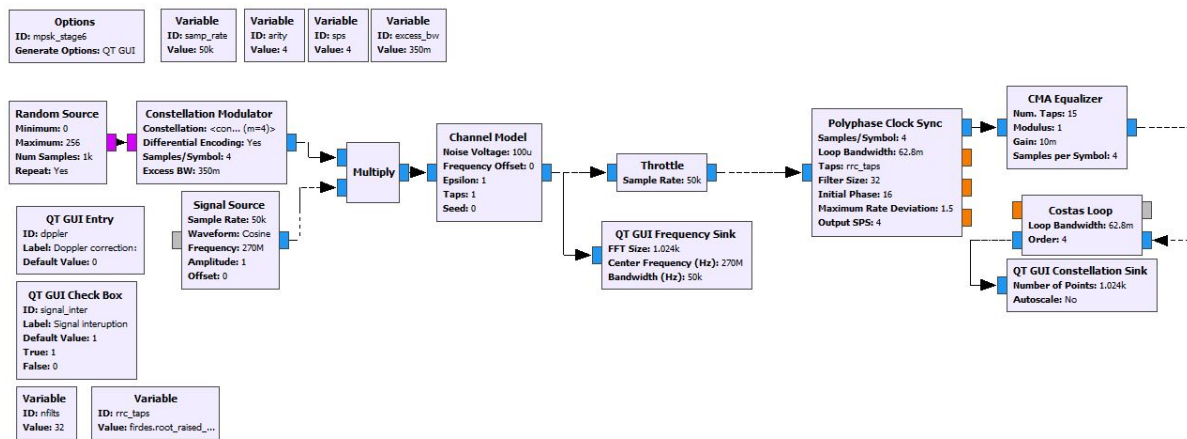 Options
ID: mpsk_stage6
Generate Options: QT GUI
Variable
ID: samp_rate
Value: 50k
Variable
ID: arity
Value: 4
Variable
ID: sps
Value: 4
Variable
ID: excess_bw
Value: 350m
Random Source
Minimum: 0
Maximum: 256
Num Samples: 1k
Repeat: Yes
Constellation Modulator
Constellation: <con... (m=4)>
Differential Encoding: Yes
Samples/Symbol: 4
Excess BW: 350m
Multiply
Channel Model
Noise Voltage: 100u
Frequency Offset: 0
Epsilon: 1
Taps: 1
Seed: 0
Throttle
Sample Rate: 50k
Polyphase Clock Sync
Samples/Symbol: 4
Loop Bandwidth: 62.8m
Taps: rrc_taps
Filter Size: 32
Initial Phase: 16
Maximum Rate Deviation: 1.5
Output SPS: 4
CMA Equalizer
Num. Taps: 15
Modulus: 1
Gain: 10m
Samples per Symbol: 4
Signal Source
Sample Rate: 50k
Waveform: Cosine
Frequency: 270M
Amplitude: 1
Offset: 0
QT GUI Entry
ID: dppler
Label: Doppler correction:
Default Value: 0
QT GUI Frequency Sink
FFT Size: 1.024k
Center Frequency (Hz): 270M
Bandwidth (Hz): 50k
Costas Loop
Loop Bandwidth: 62.8m
Order: 4
QT GUI Constellation Sink
Number of Points: 1.024k
Autoscale: No
QT GUI Check Box
ID: signal_inter
Label: Signal interuption
Default Value: 1
True: 1
False: 0
Variable
ID: nfilts
Value: 32
Variable
ID: rrc_taps
Value: firdes.root_raised_...